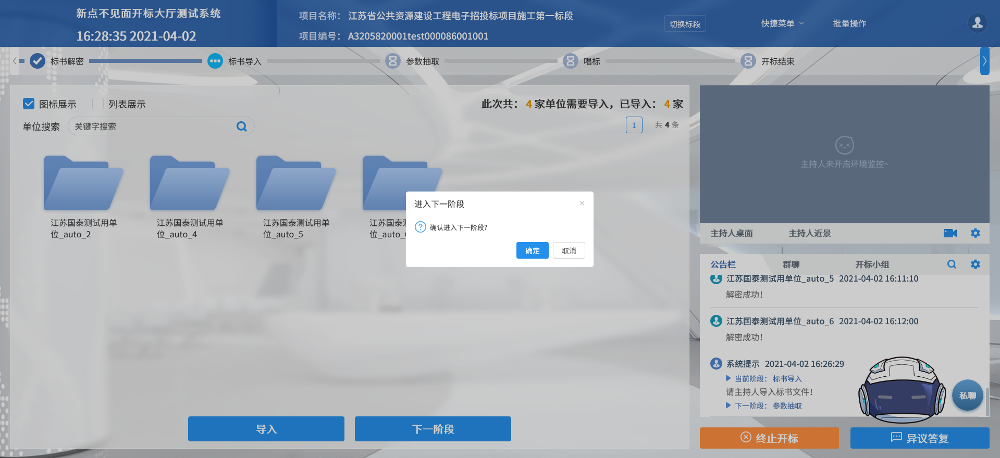 新点不见面开标大厅测试系统
16:28:35 2021-04-02
项目名称： 江苏省公共资源建设工程电子招投标项目施工第一标段
项目编号： A3205820001test000086001001
切换标段
快捷菜单
批量操作
标书解密
标书导入
参数抽取
唱标
开标结束
图标展示
列表展示
此次共： 4 家单位需要导入，已导入： 4 家
单位搜索
关键字搜索
1
共 4 条
江苏国泰测试用单
位_auto_2
江苏国泰测试用单
位_auto_4
江苏国泰测试用单
位_auto_5
江苏国泰
位_auto_
进入下一阶段
确认进入下一阶段?
确定
取消
导入
下一阶段
主持人未开启环境监控~
主持人桌面
主持人近景
公告栏
群聊
开标小组
江苏国泰测试用单位_auto_5 2021-04-02 16:11:10
解密成功!
江苏国泰测试用单位_auto_6 2021-04-02 16:12:00
解密成功!
系统提示 2021-04-02 16:26:29
当前阶段： 标书导入
请主持人导入标书文件!
下一阶段： 参数抽取
私聊
终止开标
异议答复